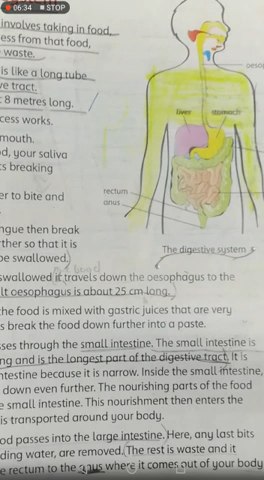 06:34 STOP
involves taking in food,
ess from that food,
waste.
is like a long tube
ve tract.
8 metres long.
cess works.
mouth.
d, your saliva
ts breaking
er to bite and
ngue then break
ther so that it is
be swallowed.)
swallowed it travels down the oesophagus to the
It oesophagus is about 25 cm long.
the food is mixed with gastric juices that are very
s break the food down further into a paste.
sses through the small intestine. The small intestine is
ng and is the longest part of the digestive tract. It is
ntestine because it is narrow. Inside the small intestine,
down even further. The nourishing parts of the food
e small intestine. This nourishment then enters the
is transported around your body.
od passes into the large intestine. Here, any last bits
ding water, are removed. The rest is waste and it
e rectum to the anus where it comes out of your body
oesop
liver stomach
rectum
anus
The digestive system